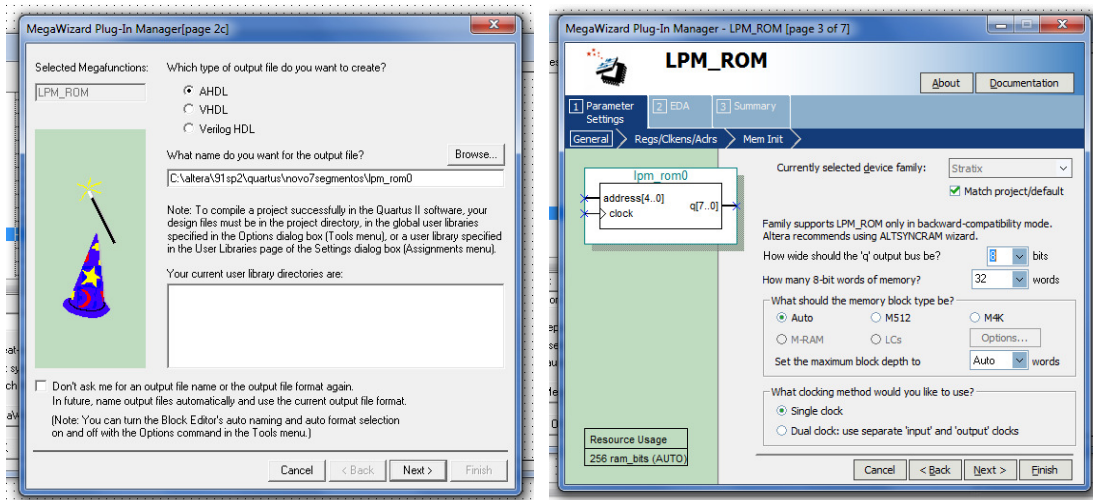 MegaWizard Plug-In Manager[page 2c]
Selected Megafunctions:
LPM_ROM
Which type of output file do you want to create?
AHDL
VHDL
Verilog HDL
What name do you want for the output file?
Browse...
C:\altera\91sp2\quartus\novo7segmentos\lpm_rom0
Note: To compile a project successfully in the Quartus II software, your
design files must be in the project directory, in the global user libraries
specified in the Options dialog box (Tools menu), or a user library specified
in the User Libraries page of the Settings dialog box (Assignments menu).
Your current user library directories are:
Don't ask me for an output file name or the output file format again.
In future, name output files automatically and use the current output file format.
(Note: You can turn the Block Editor's auto naming and auto format selection
on and off with the Options command in the Tools menu.)
Cancel
< Back
Next >
Finish
MegaWizard Plug-In Manager - LPM_ROM [page 3 of 7]
LPM_ROM
About
Documentation
1 Parameter Settings
2 EDA
3 Summary
General
Regs/Clkens/Adrs
Mem Init
lpm_rom0
address[4..0]
clock
q[7..0]
Resource Usage
256 ram_bits (AUTO)
Currently selected device family:
Stratix
Match project/default
Family supports LPM_ROM only in backward-compatibility mode.
Altera recommends using ALTSYNCRAM wizard.
How wide should the 'q' output bus be?
8
bits
How many 8-bit words of memory?
32
words
What should the memory block type be?
Auto
M512
M4K
M-RAM
LCs
Options...
Set the maximum block depth to
Auto
words
What clocking method would you like to use?
Single clock
Dual clock: use separate 'input' and 'output' clocks
Cancel
< Back
Next >
Finish